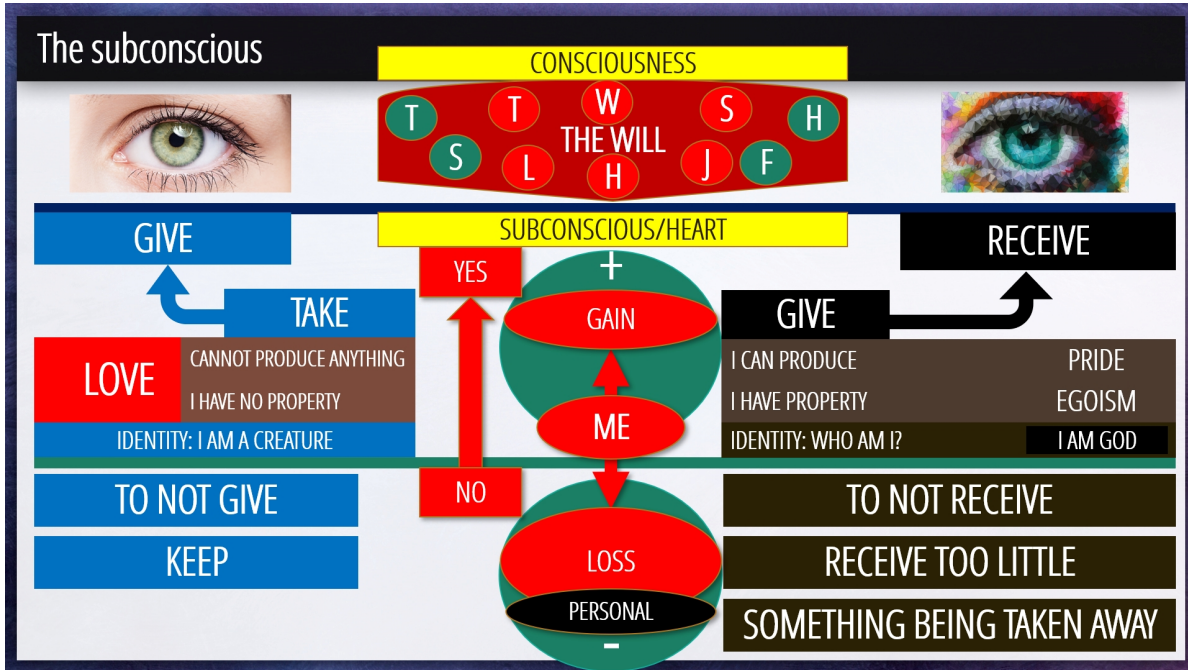 The subconscious
CONSCIOUSNESS
T
T
W
S
H
THE WILL
S
L
H
J
F
SUBCONSCIOUS/HEART
GIVE
TAKE
LOVE
CANNOT PRODUCE ANYTHING
I HAVE NO PROPERTY
IDENTITY: I AM A CREATURE
TO NOT GIVE
KEEP
YES
NO
+
GAIN
ME
LOSS
PERSONAL
-
RECEIVE
GIVE
I CAN PRODUCE PRIDE
I HAVE PROPERTY EGOISM
IDENTITY: WHO AM I? I AM GOD
TO NOT RECEIVE
RECEIVE TOO LITTLE
SOMETHING BEING TAKEN AWAY